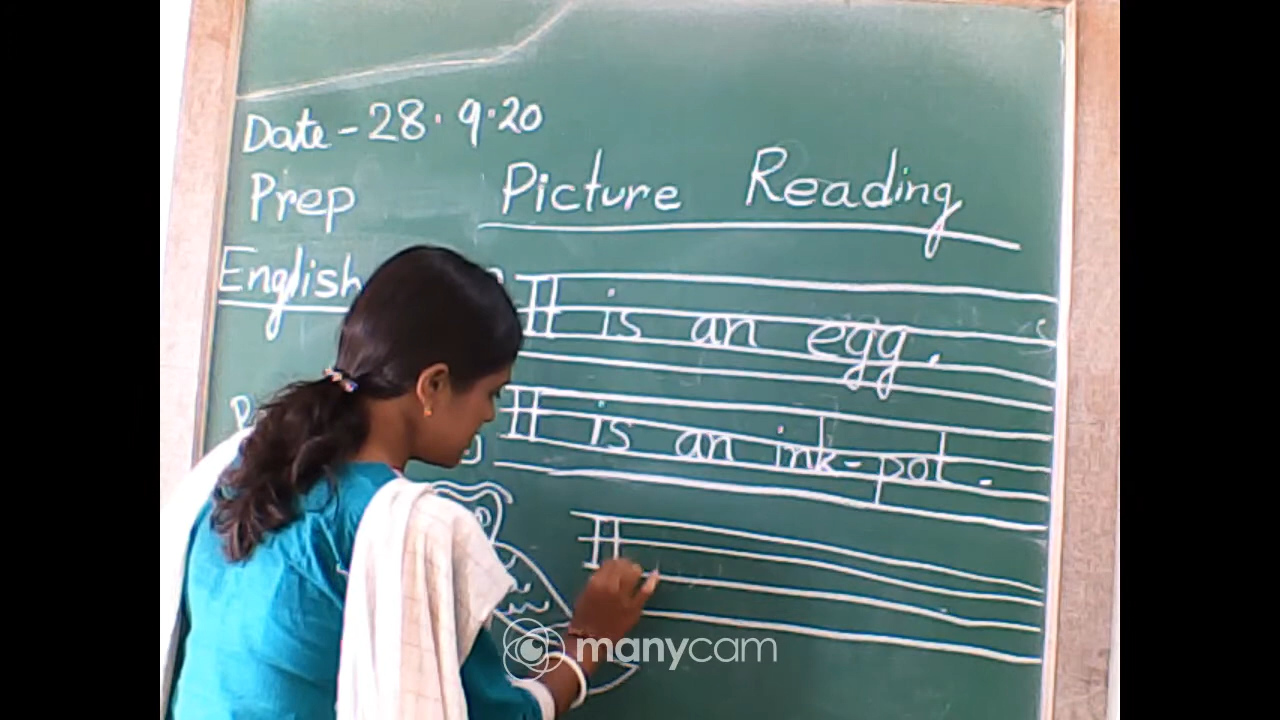 Date - 28.9.20
Prep
Picture Reading
English
It is an egg.
It is an ink-pot.
It
manycam